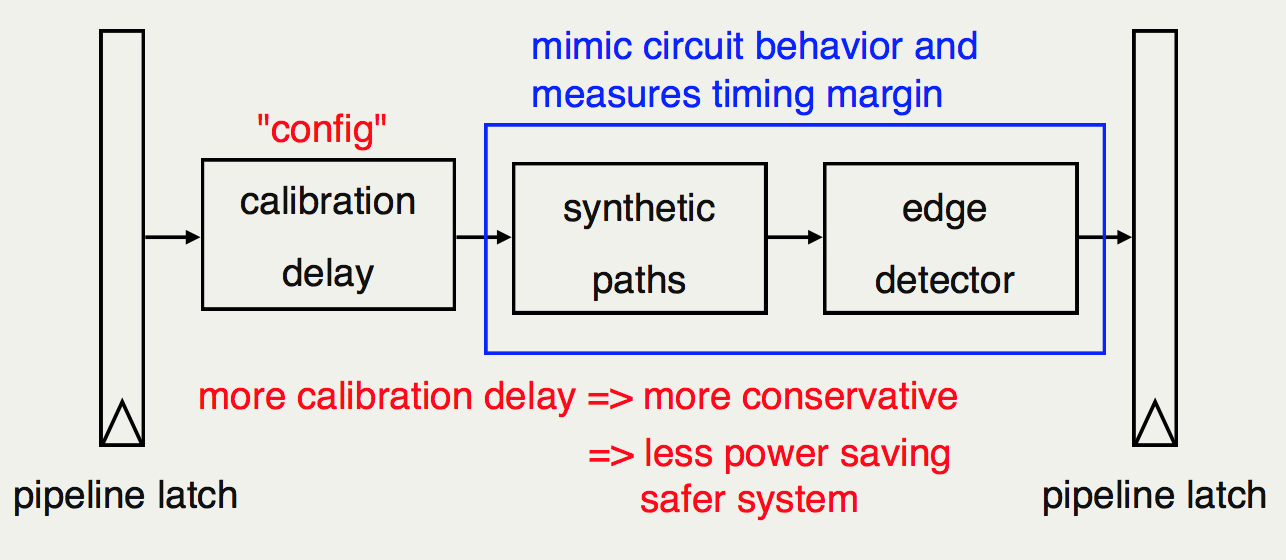 mimic circuit behavior and
measures timing margin
"config"
calibration
delay
synthetic
paths
edge
detector
more calibration delay => more conservative
=> less power saving
safer system
pipeline latch
pipeline latch